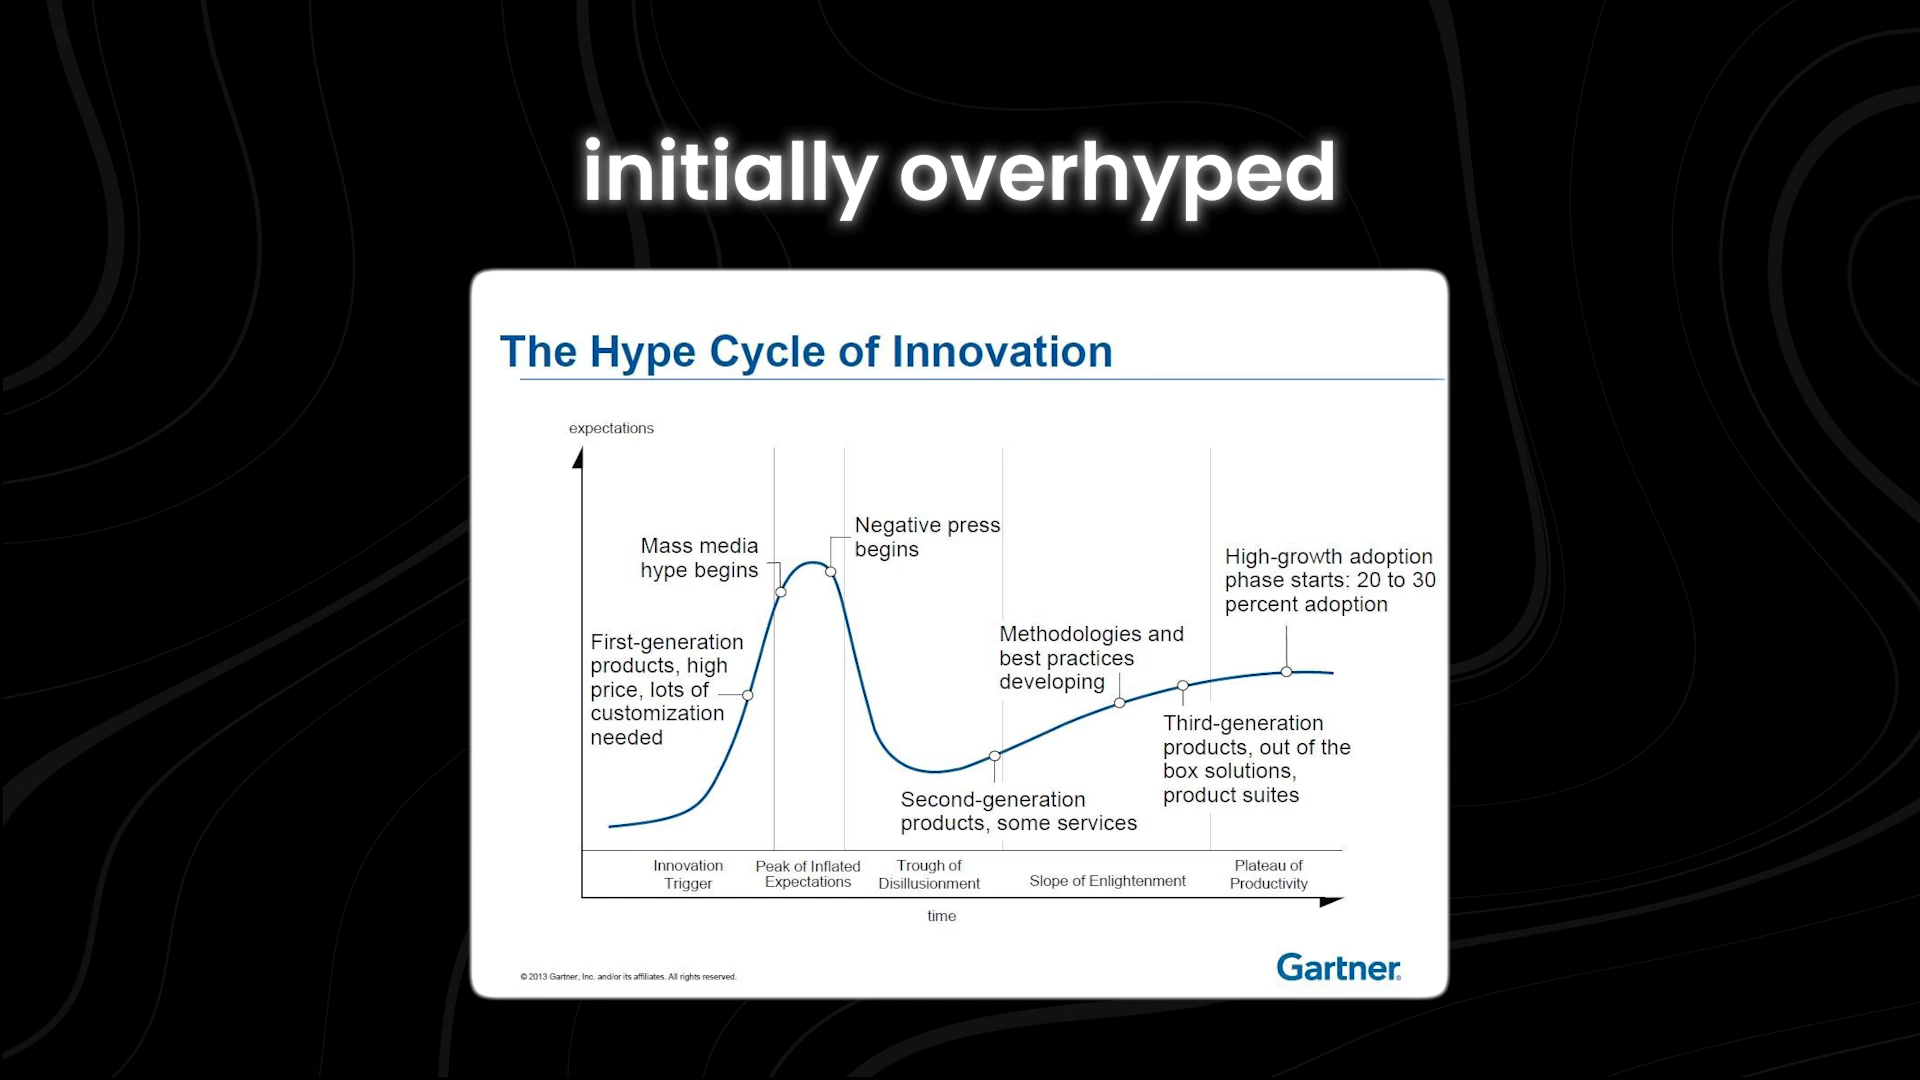 initially overhyped
The Hype Cycle of Innovation
expectations
Mass media
hype begins
Negative press
begins
First-generation
products, high
price, lots of
customization
needed
Methodologies and
best practices
developing
High-growth adoption
phase starts: 20 to 30
percent adoption
Second-generation
products, some services
Third-generation
products, out of the
box solutions,
product suites
Innovation
Trigger
Peak of Inflated
Expectations
Trough of
Disillusionment
Slope of Enlightenment
Plateau of
Productivity
time
© 2013 Gartner, Inc. and/or its affiliates. All rights reserved.
Gartner